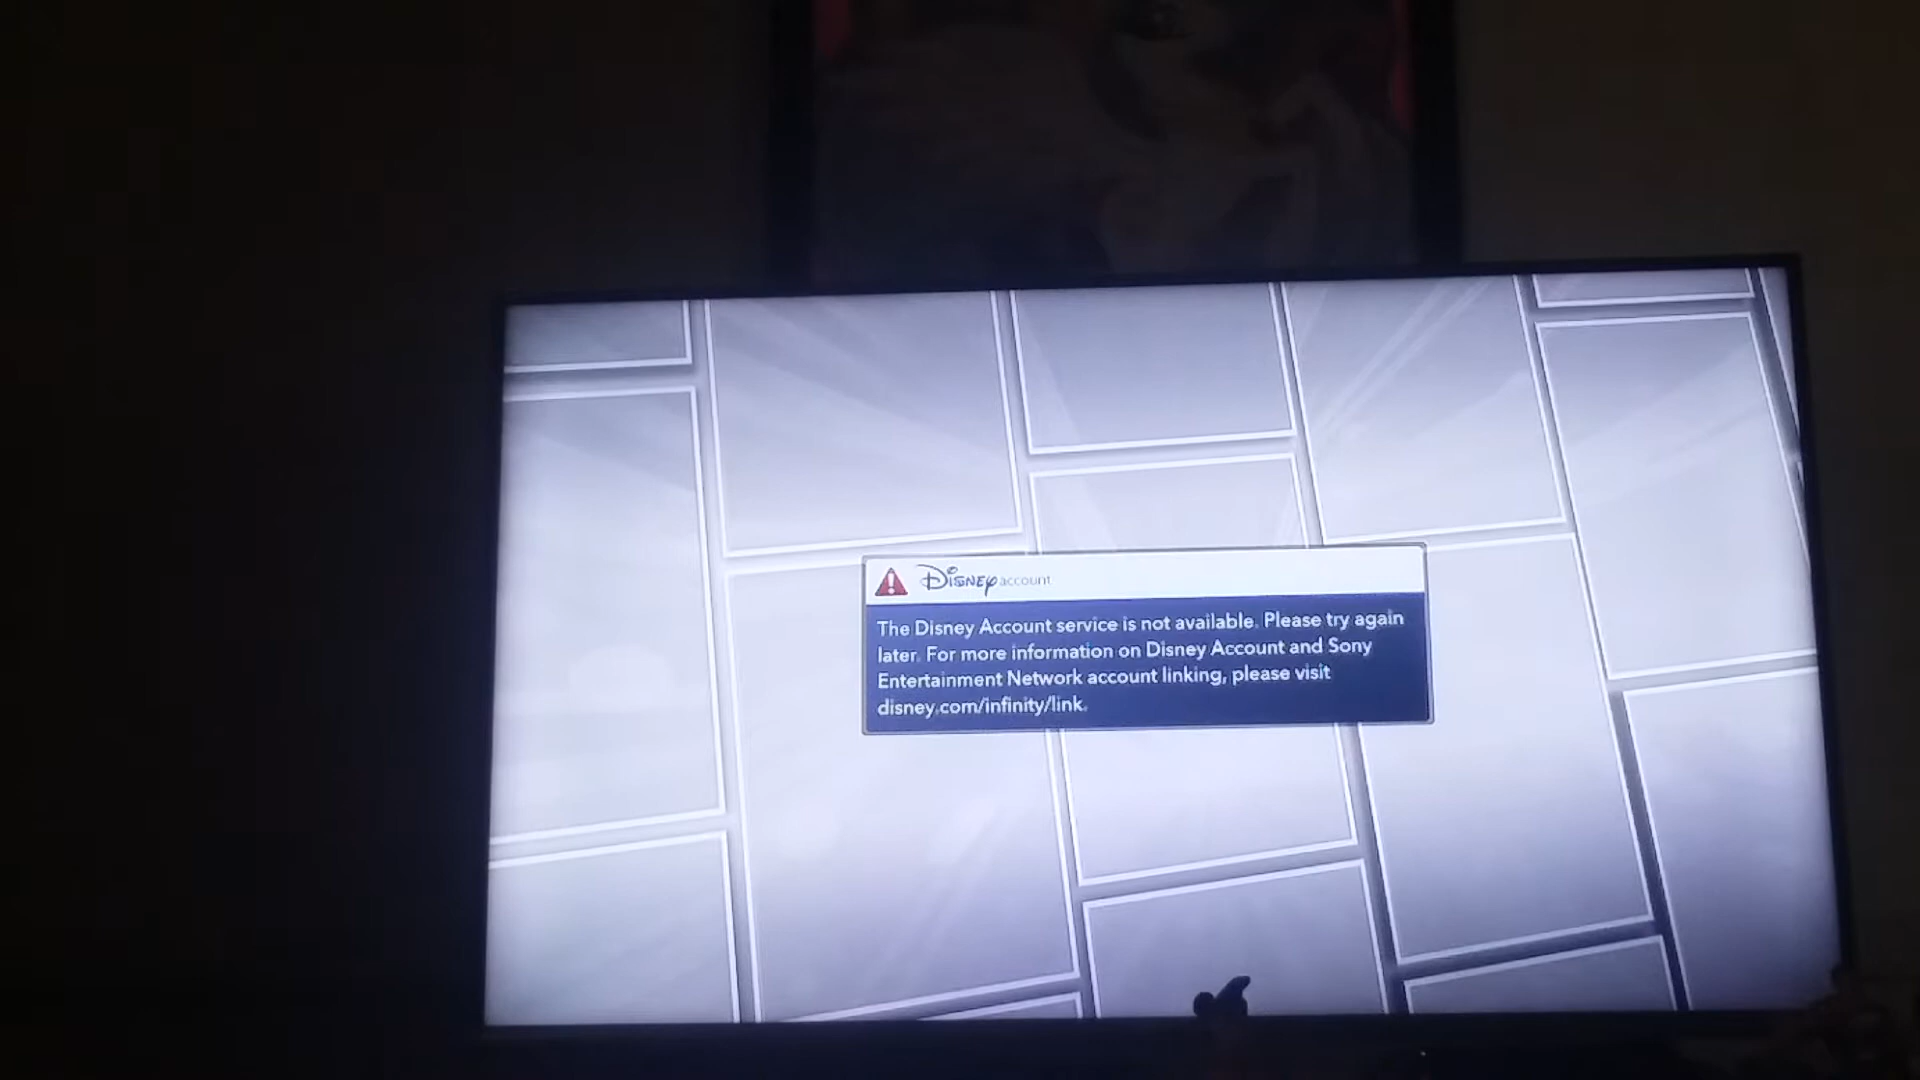 Disney account
The Disney Account service is not available. Please try again
later. For more information on Disney Account and Sony
Entertainment Network account linking, please visit
disney.com/infinity/link.